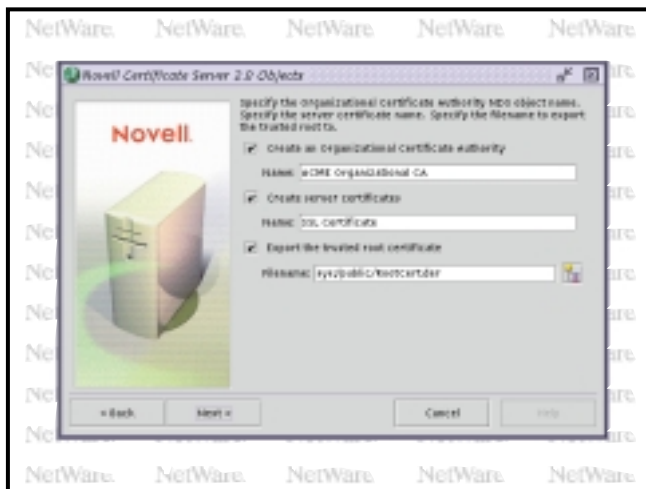 NetWare. NetWare. NetWare. NetWare. NetWare.
Novell Certificate Server 2.0 Objects
Novell.
Specify the Organizational Certificate Authority NDS object name.
Specify the server certificate name. Specify the filename to export
the trusted root to.
Create an Organizational Certificate Authority
Name: aCME Organizational CA
Create server certificates
Name: SSL Certificate
Export the trusted root certificate
Filename: sys/public/RootCert.der
< Back
Next >
Cancel
Help
NetWare. NetWare. NetWare. NetWare. NetWare.